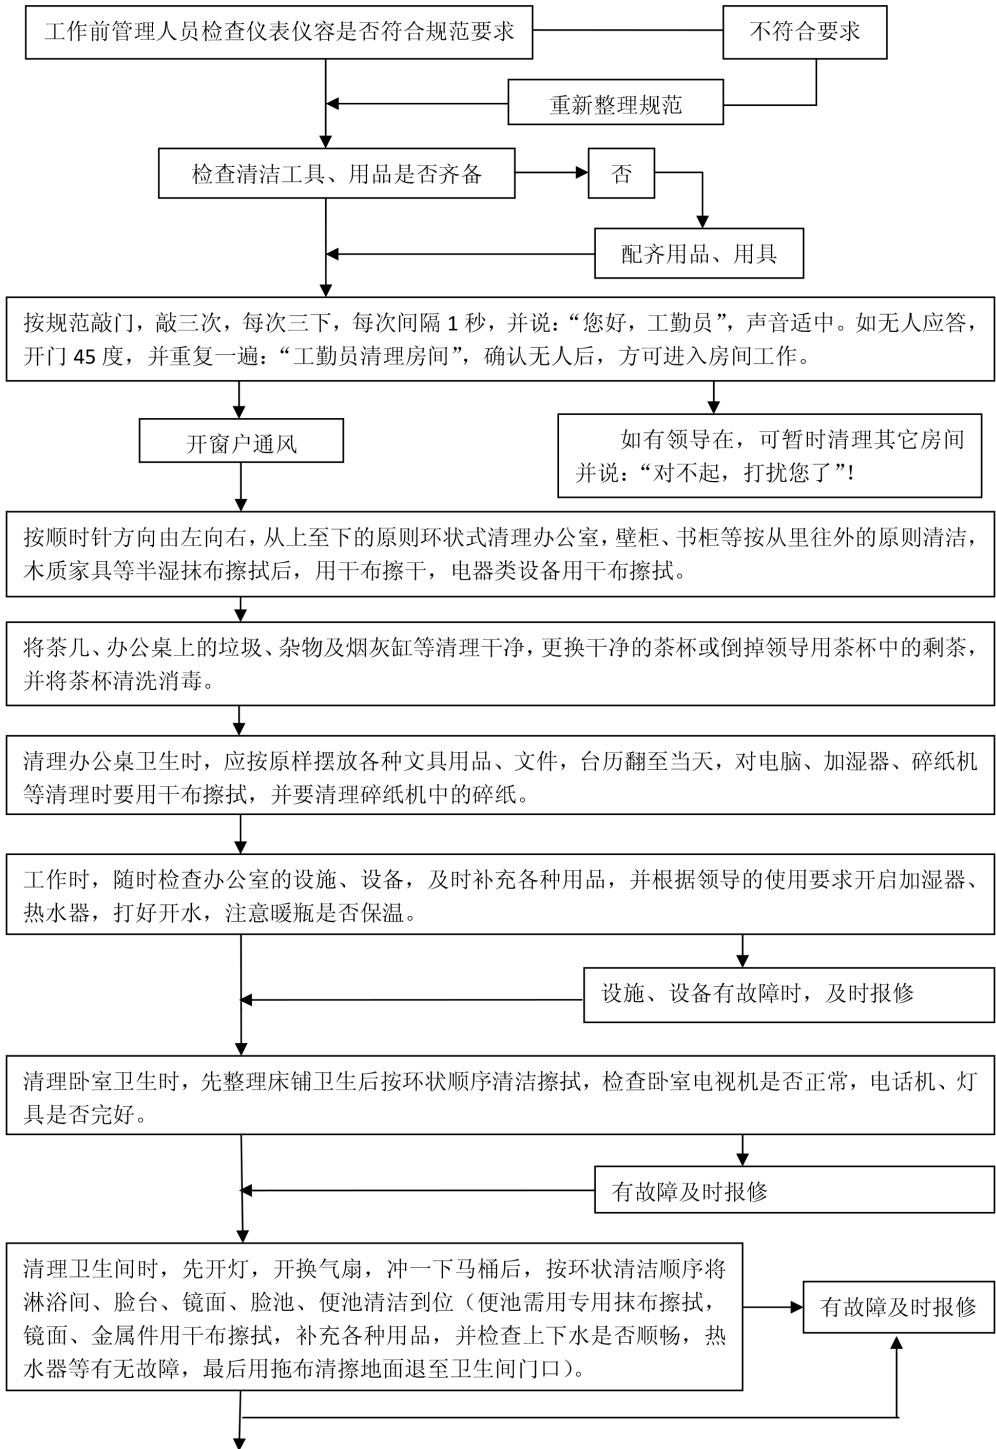 工作前管理人员检查仪表仪容是否符合规范要求
不符合要求
重新整理规范
检查清洁工具、用品是否齐备
否
配齐用品、用具
按规范敲门，敲三次，每次三下，每次间隔 1 秒，并说：“您好，工勤员”，声音适中。如无人应答，
开门 45 度，并重复一遍：“工勤员清理房间”，确认无人后，方可进入房间工作。
开窗户通风
如有领导在，可暂时清理其它房间
并说：“对不起，打扰您了”！
按顺时针方向由左向右，从上至下的原则环状式清理办公室，壁柜、书柜等按从里往外的原则清洁，
木质家具等半湿抹布擦拭后，用干布擦干，电器类设备用干布擦拭。
将茶几、办公桌上的垃圾、杂物及烟灰缸等清理干净，更换干净的茶杯或倒掉领导用茶杯中的剩茶，
并将茶杯清洗消毒。
清理办公桌卫生时，应按原样摆放各种文具用品、文件，台历翻至当天，对电脑、加湿器、碎纸机
等清理时要用干布擦拭，并要清理碎纸机中的碎纸。
工作时，随时检查办公室的设施、设备，及时补充各种用品，并根据领导的使用要求开启加湿器、
热水器，打好开水，注意暖瓶是否保温。
设施、设备有故障时，及时报修
清理卧室卫生时，先整理床铺卫生后按环状顺序清洁擦拭，检查卧室电视机是否正常，电话机、灯
具是否完好。
有故障及时报修
清理卫生间时，先开灯，开换气扇，冲一下马桶后，按环状清洁顺序将
淋浴间、脸台、镜面、脸池、便池清洁到位（便池需用专用抹布擦拭，
镜面、金属件用干布擦拭，补充各种用品，并检查上下水是否顺畅，热
水器等有无故障，最后用拖布清擦地面退至卫生间门口）。
有故障及时报修